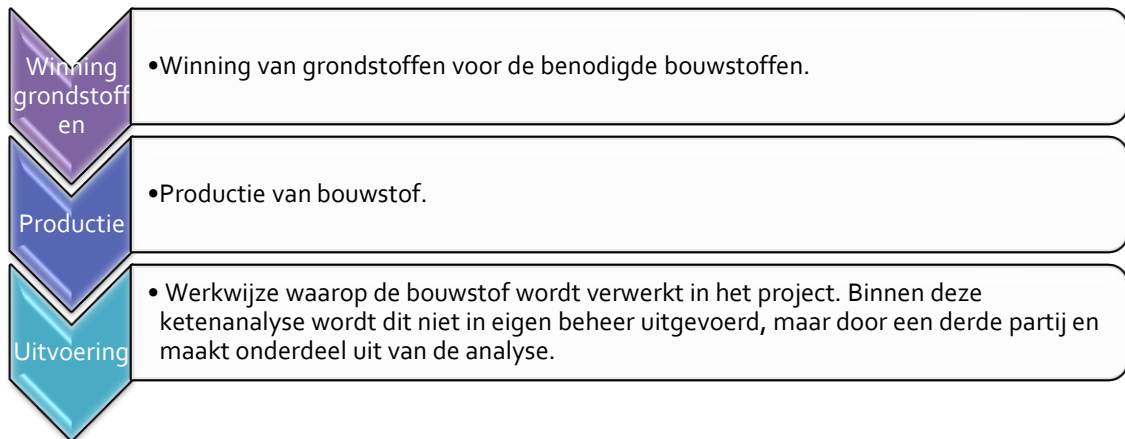 Winning
grondstoff
en
•Winning van grondstoffen voor de benodigde bouwstoffen.
Productie
•Productie van bouwstof.
Uitvoering
• Werkwijze waarop de bouwstof wordt verwerkt in het project. Binnen deze
ketenanalyse wordt dit niet in eigen beheer uitgevoerd, maar door een derde partij en
maakt onderdeel uit van de analyse.